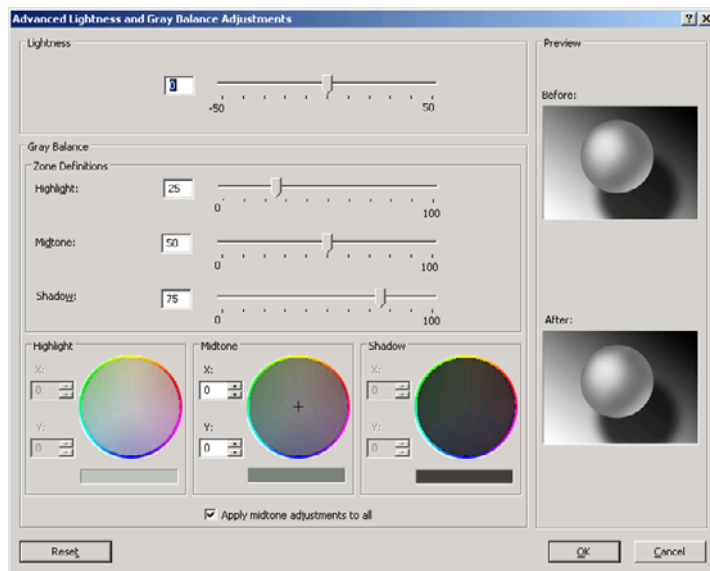 Advanced Lightness and Gray Balance Adjustments
Lightness
0
-50 50
Gray Balance
Zone Definitions
Highlight: 25
0 100
Midtone: 50
0 100
Shadow: 75
0 100
Highlight
X:
0
Y:
0
Midtone
X:
0
Y:
0
Shadow
X:
0
Y:
0
Apply midtone adjustments to all
Preview
Before:
After:
Reset
OK
Cancel